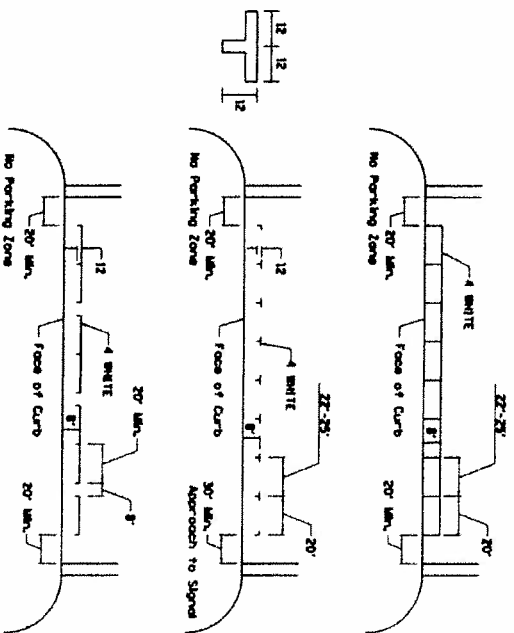 22'-25'
20'
4 WHITE
8'
20' Min.
Face of Curb
20' Min.
No Parking Zone
22'-25'
20'
4 WHITE
12
8'
20' Min.
Face of Curb
30' Min.
No Parking Zone
Approach to Signal
12 12
12
20' Min.
8'
4 WHITE
12
8'
20' Min.
Face of Curb
20' Min.
No Parking Zone